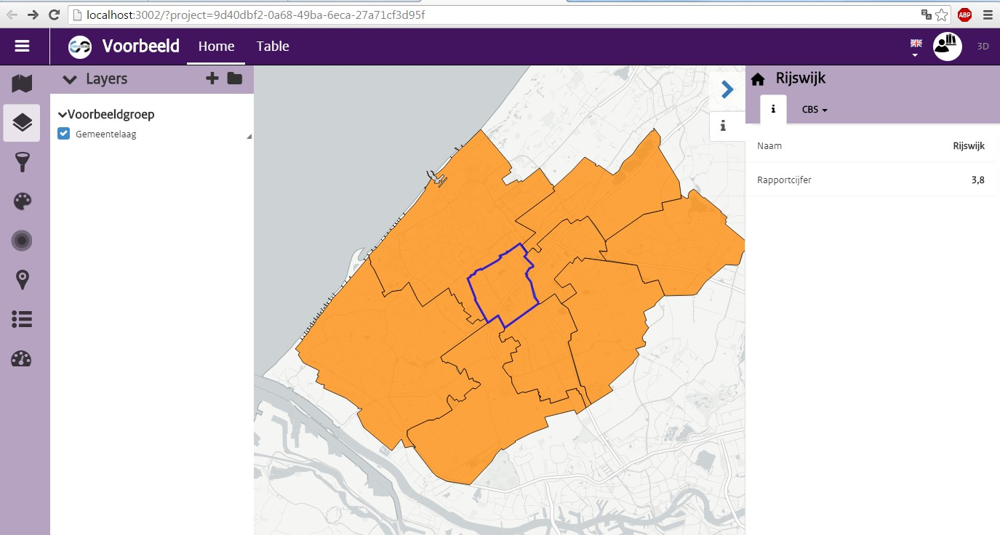 localhost:3002/?project=9d40dbf2-0a68-49ba-6eca-27a71cf3d95f
ABP
Voorbeeld
Home
Table
3D
Layers
Rijswijk
i
CBS
Voorbeeldgroep
Gemeentelaag
i
Naam
Rijswijk
Rapportcijfer
3,8